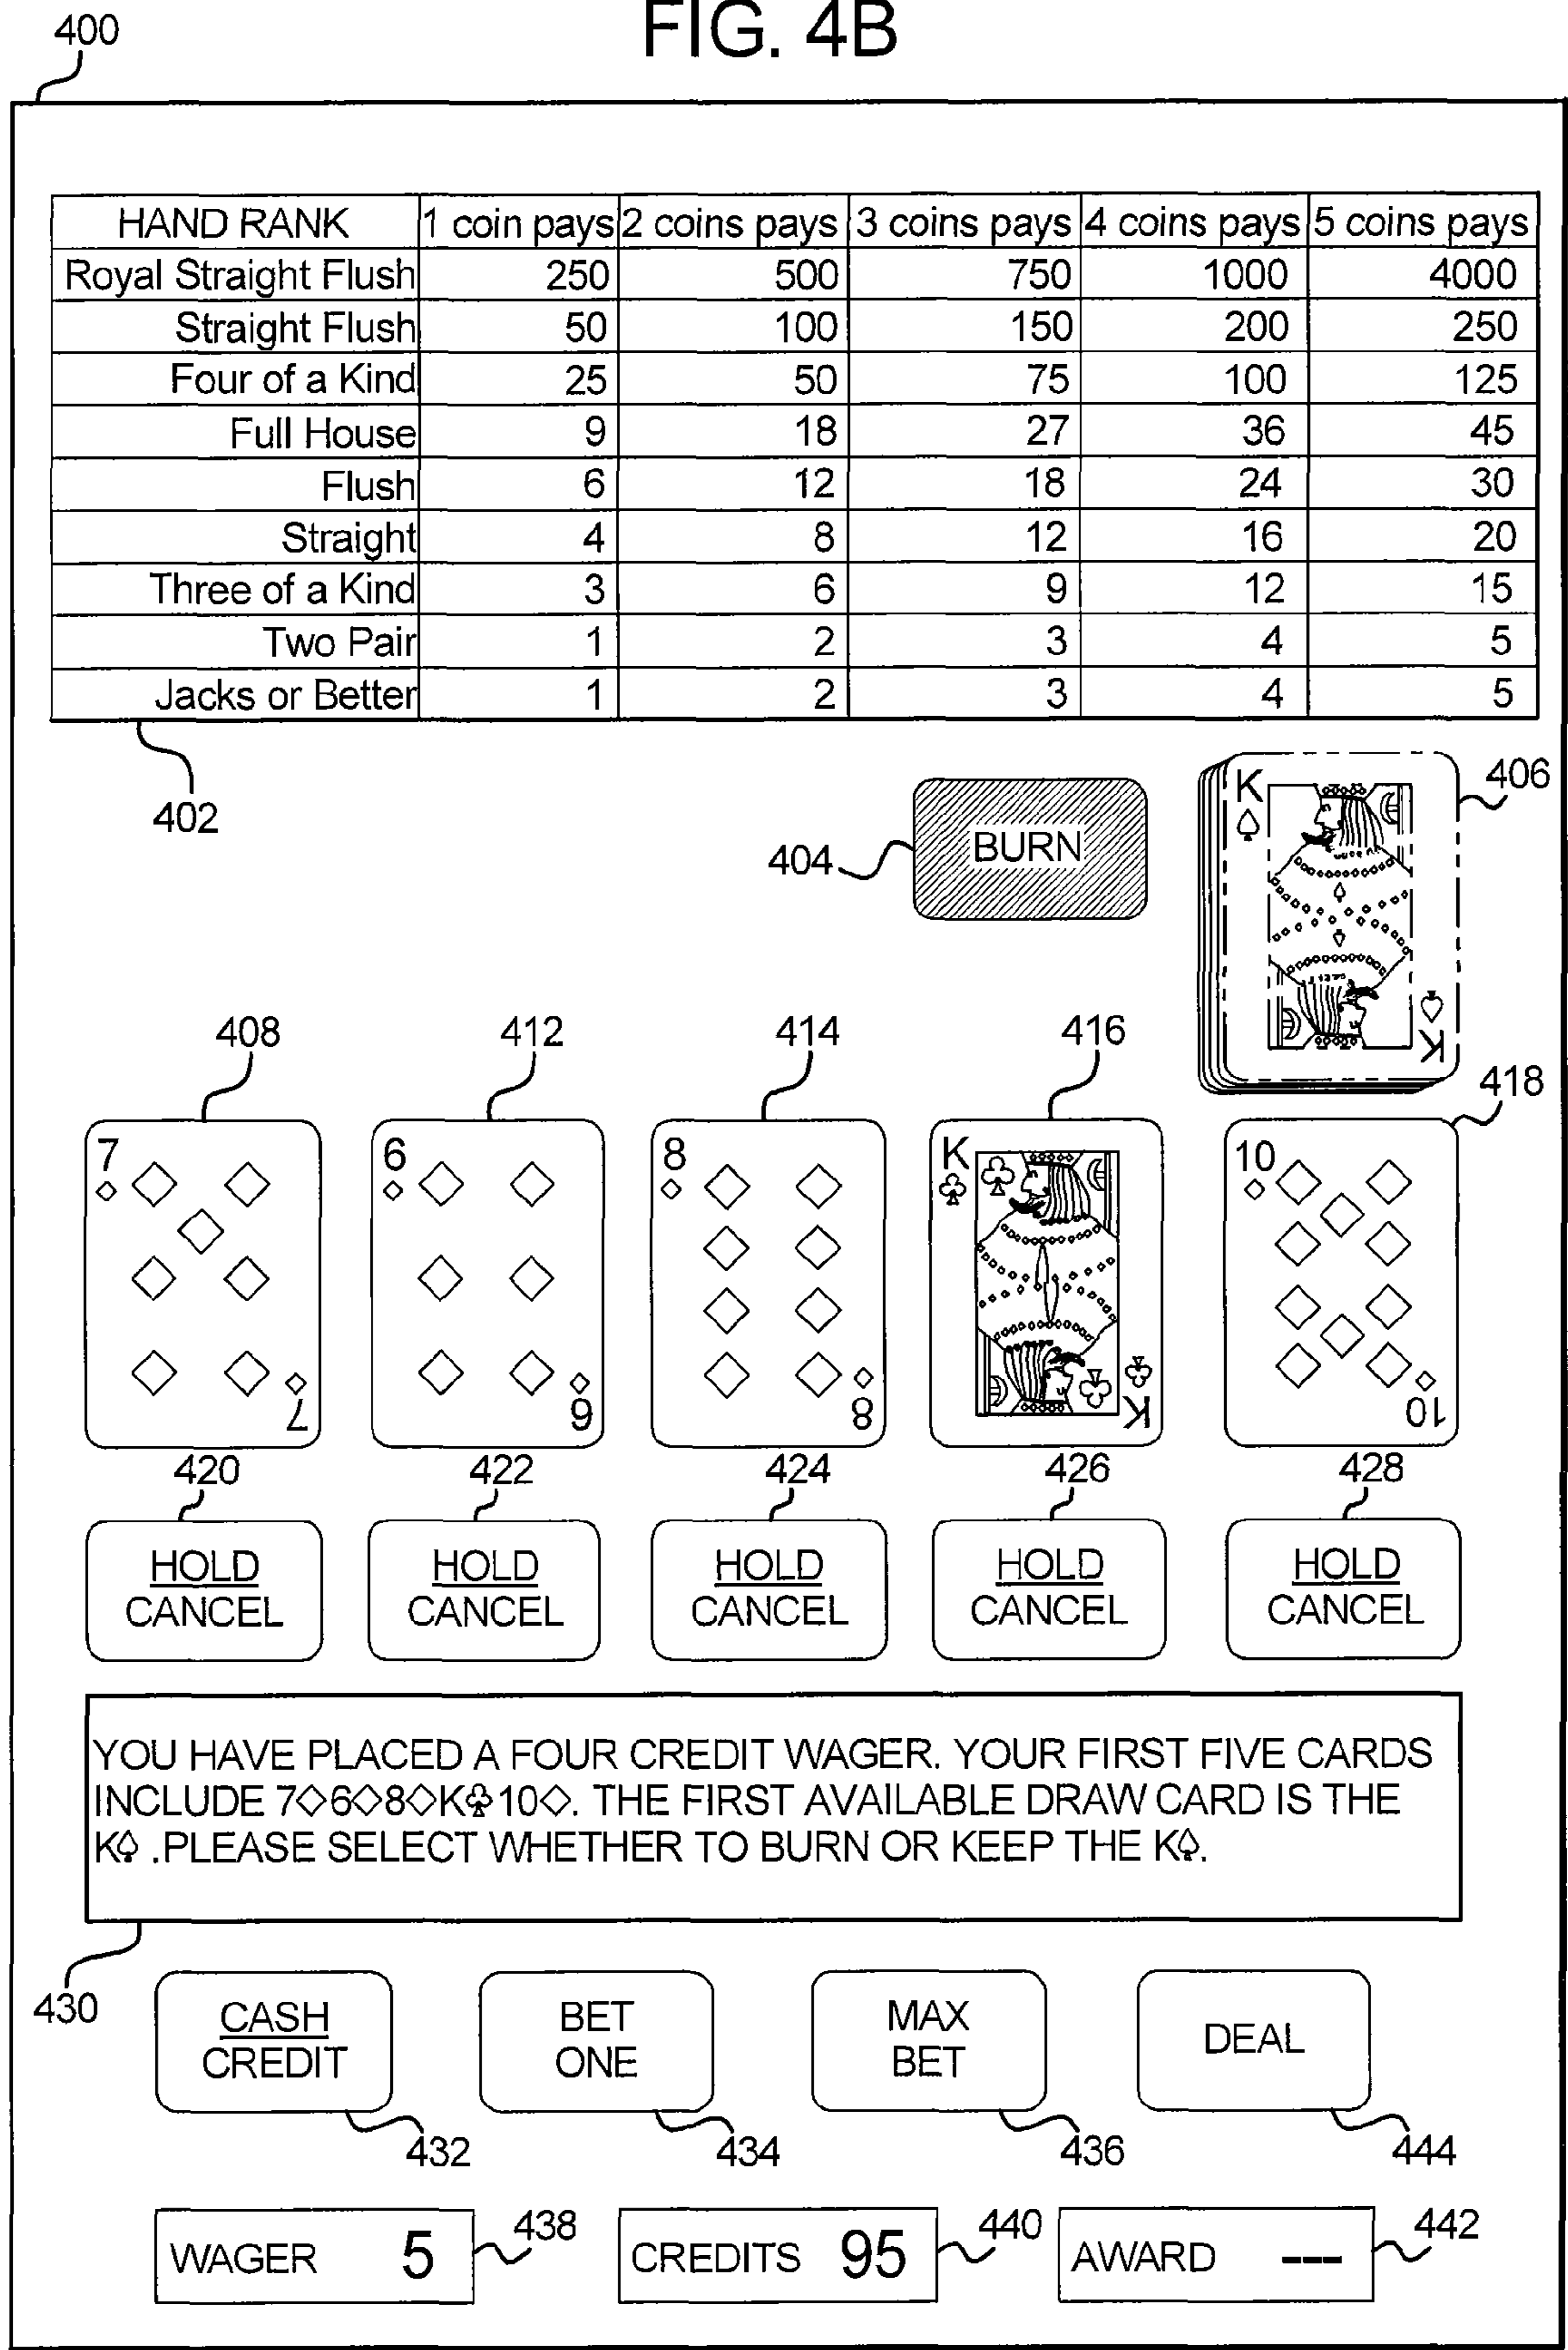 FIG. 4B
400
HAND RANK 1 coin pays 2 coins pays 3 coins pays 4 coins pays 5 coins pays
Royal Straight Flush 250 500 750 1000 4000
Straight Flush 50 100 150 200 250
Four of a Kind 25 50 75 100 125
Full House 9 18 27 36 45
Flush 6 12 18 24 30
Straight 4 8 12 16 20
Three of a Kind 3 6 9 12 15
Two Pair 1 2 3 4 5
Jacks or Better 1 2 3 4 5
402
404
BURN
K♤
K♤
406
408 412 414 416 418
7♢ 6♢ 8♢ K♧ 10♢
7♢ 6♢ 8♢ K♧ 10♢
420 422 424 426 428
HOLD HOLD HOLD HOLD HOLD
CANCEL CANCEL CANCEL CANCEL CANCEL
YOU HAVE PLACED A FOUR CREDIT WAGER. YOUR FIRST FIVE CARDS
INCLUDE 7♢6♢8♢K♧10♢. THE FIRST AVAILABLE DRAW CARD IS THE
K♤ .PLEASE SELECT WHETHER TO BURN OR KEEP THE K♤.
430
CASH
CREDIT
BET
ONE
MAX
BET
DEAL
432 434 436 444
WAGER 5 438 CREDITS 95 440 AWARD --- 442